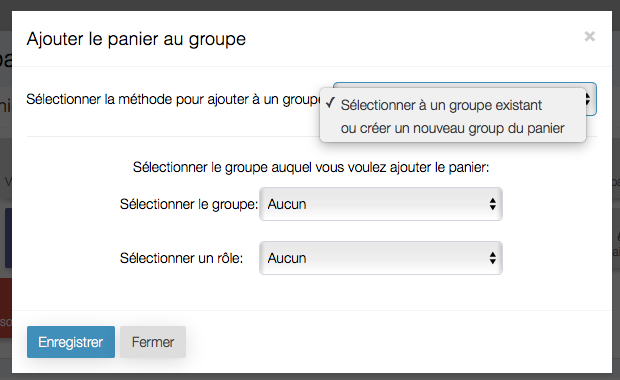 Ajouter le panier au groupe
×
Sélectionner la méthode pour ajouter à un groupe
✓ Sélectionner à un groupe existant
ou créer un nouveau group du panier
Sélectionner le groupe auquel vous voulez ajouter le panier:
Sélectionner le groupe: Aucun
Sélectionner un rôle: Aucun
Enregistrer Fermer